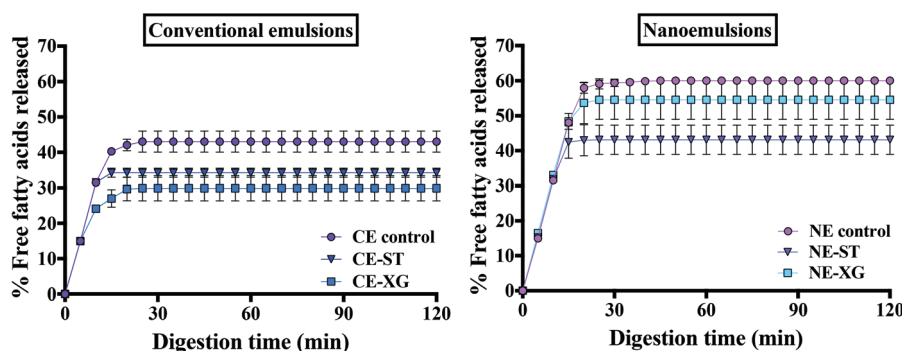 Conventional emulsions
% Free fatty acids released
70
60
50
40
30
20
10
0
0 30 60 90 120
Digestion time (min)
CE control
CE-ST
CE-XG
Nanoemulsions
% Free fatty acids released
70
60
50
40
30
20
10
0
0 30 60 90 120
Digestion time (min)
NE control
NE-ST
NE-XG